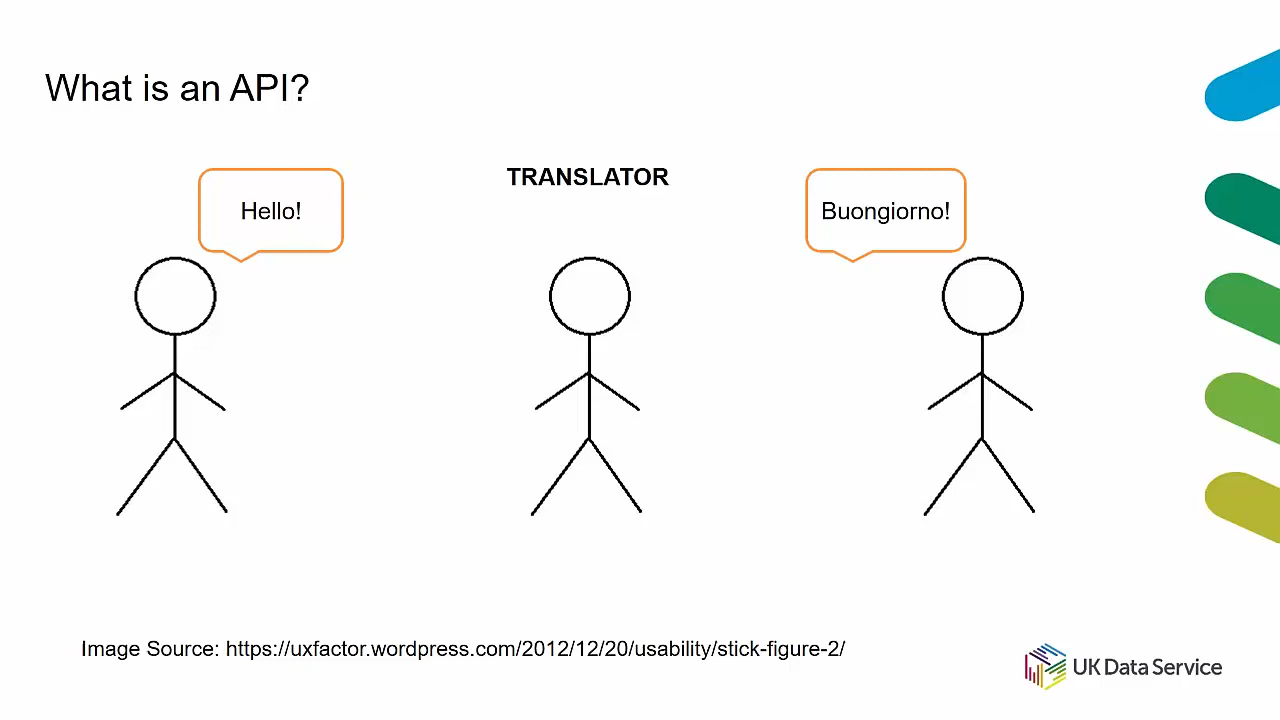 What is an API?
TRANSLATOR
Hello!
Buongiorno!
Image Source: https://uxfactor.wordpress.com/2012/12/20/usability/stick-figure-2/
UK Data Service